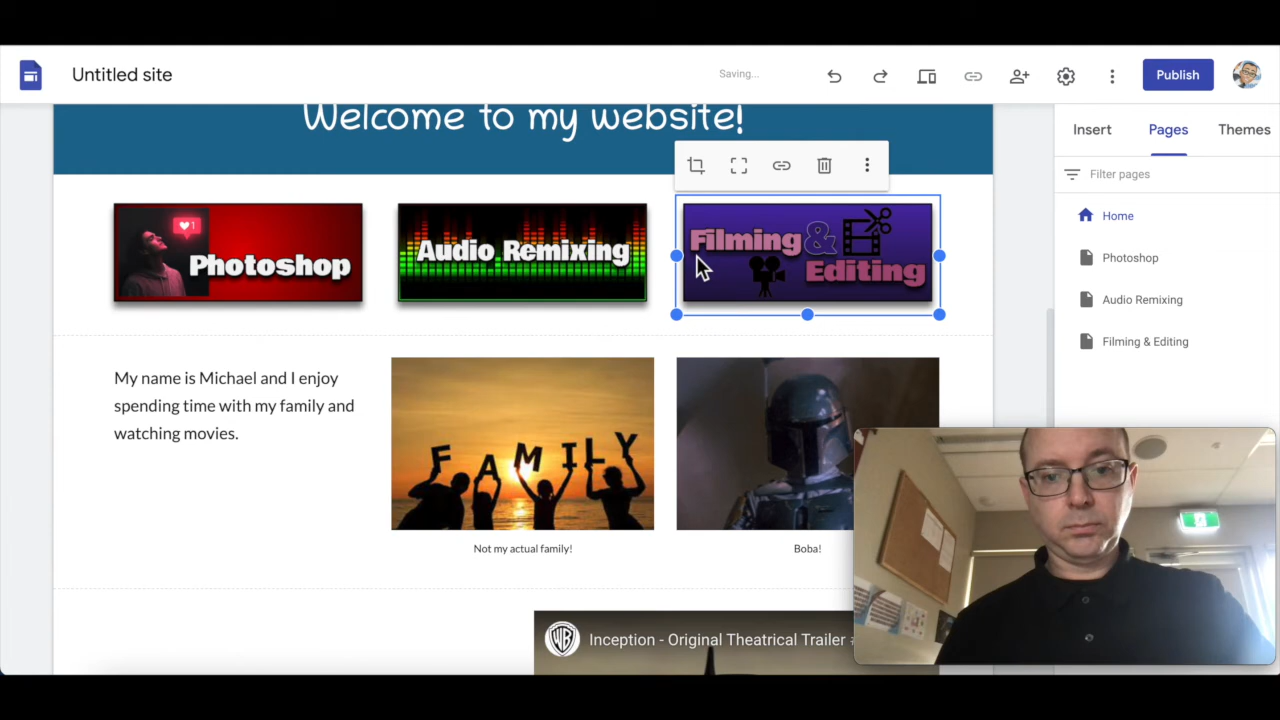 Untitled site
Saving...
Publish
Welcome to my website!
Insert
Pages
Themes
Filter pages
Home
Photoshop
Audio Remixing
Filming & Editing
1
Photoshop
Audio Remixing
Filming &
Editing
My name is Michael and I enjoy
spending time with my family and
watching movies.
FAMILY
Not my actual family!
Boba!
Inception - Original Theatrical Trailer